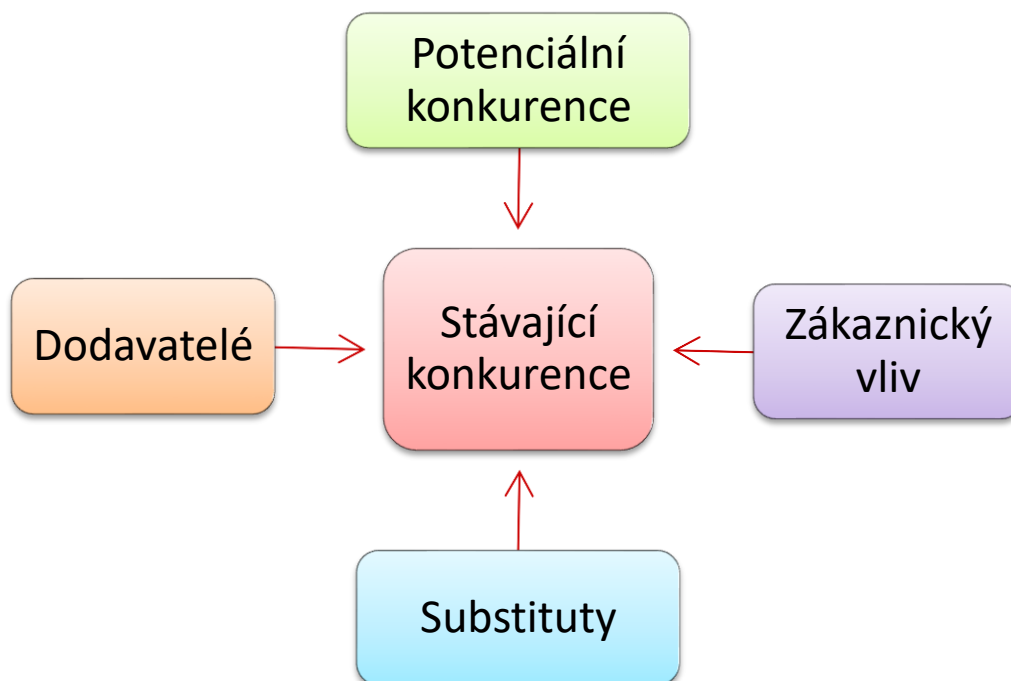 Potenciální
konkurence
Dodavatelé
Stávající
konkurence
Zákaznický
vliv
Substituty